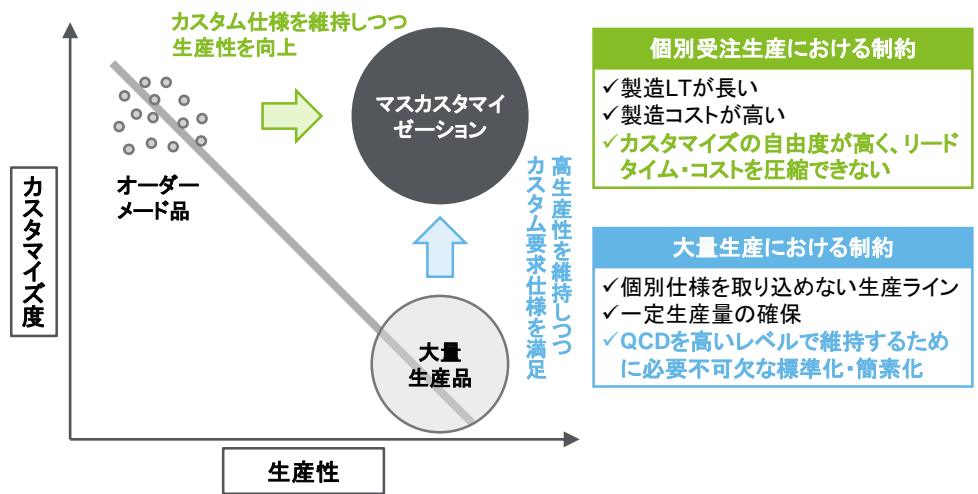 カスタム仕様を維持しつつ
生産性を向上
マスカスタマイ
ゼーション
オーダー
メード品
カスタマイズ度
高生産性を維持しつつ
カスタム要求仕様を満足
大量
生産品
生産性
個別受注生産における制約
✓製造LTが長い
✓製造コストが高い
✓カスタマイズの自由度が高く、リード
タイム・コストを圧縮できない
大量生産における制約
✓個別仕様を取り込めない生産ライン
✓一定生産量の確保
✓QCDを高いレベルで維持するため
に必要不可欠な標準化・簡素化